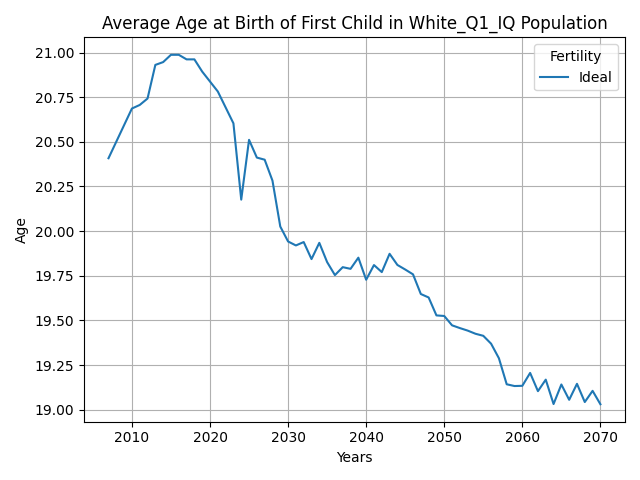 Average Age at Birth of First Child in White_Q1_IQ Population
21.00
20.75
20.50
20.25
20.00
19.75
19.50
19.25
19.00
Age
Fertility
Ideal
2010 2020 2030 2040 2050 2060 2070
Years